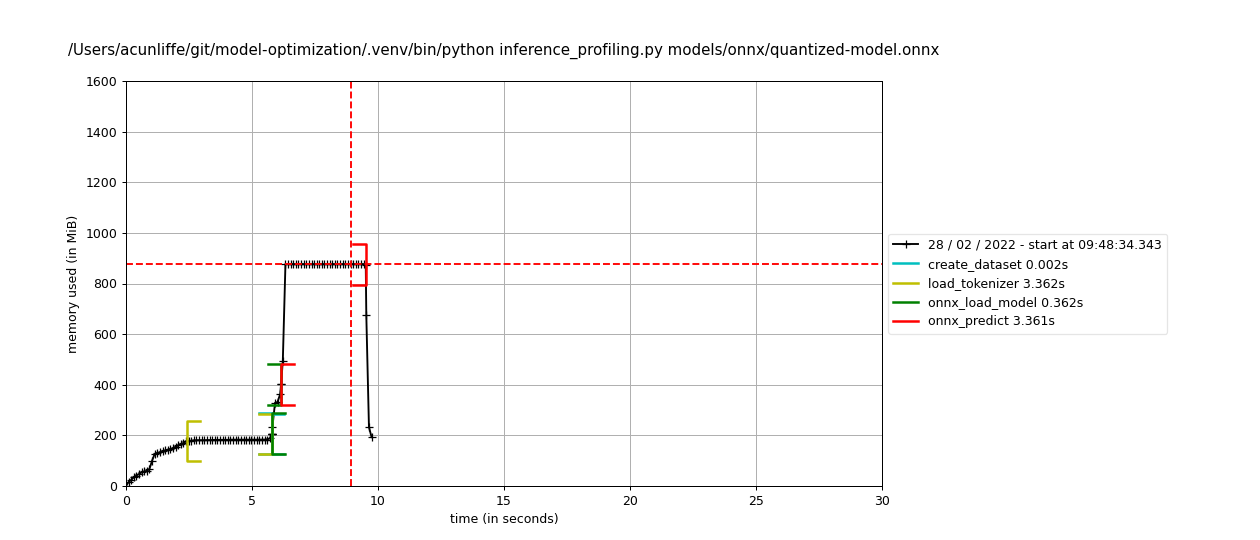 /Users/acunliffe/git/model-optimization/.venv/bin/python inference_profiling.py models/onnx/quantized-model.onnx
1600
1400
1200
1000
800
600
400
200
0
memory used (in MiB)
0 5 10 15 20 25 30
time (in seconds)
28 / 02 / 2022 - start at 09:48:34.343
create_dataset 0.002s
load_tokenizer 3.362s
onnx_load_model 0.362s
onnx_predict 3.361s